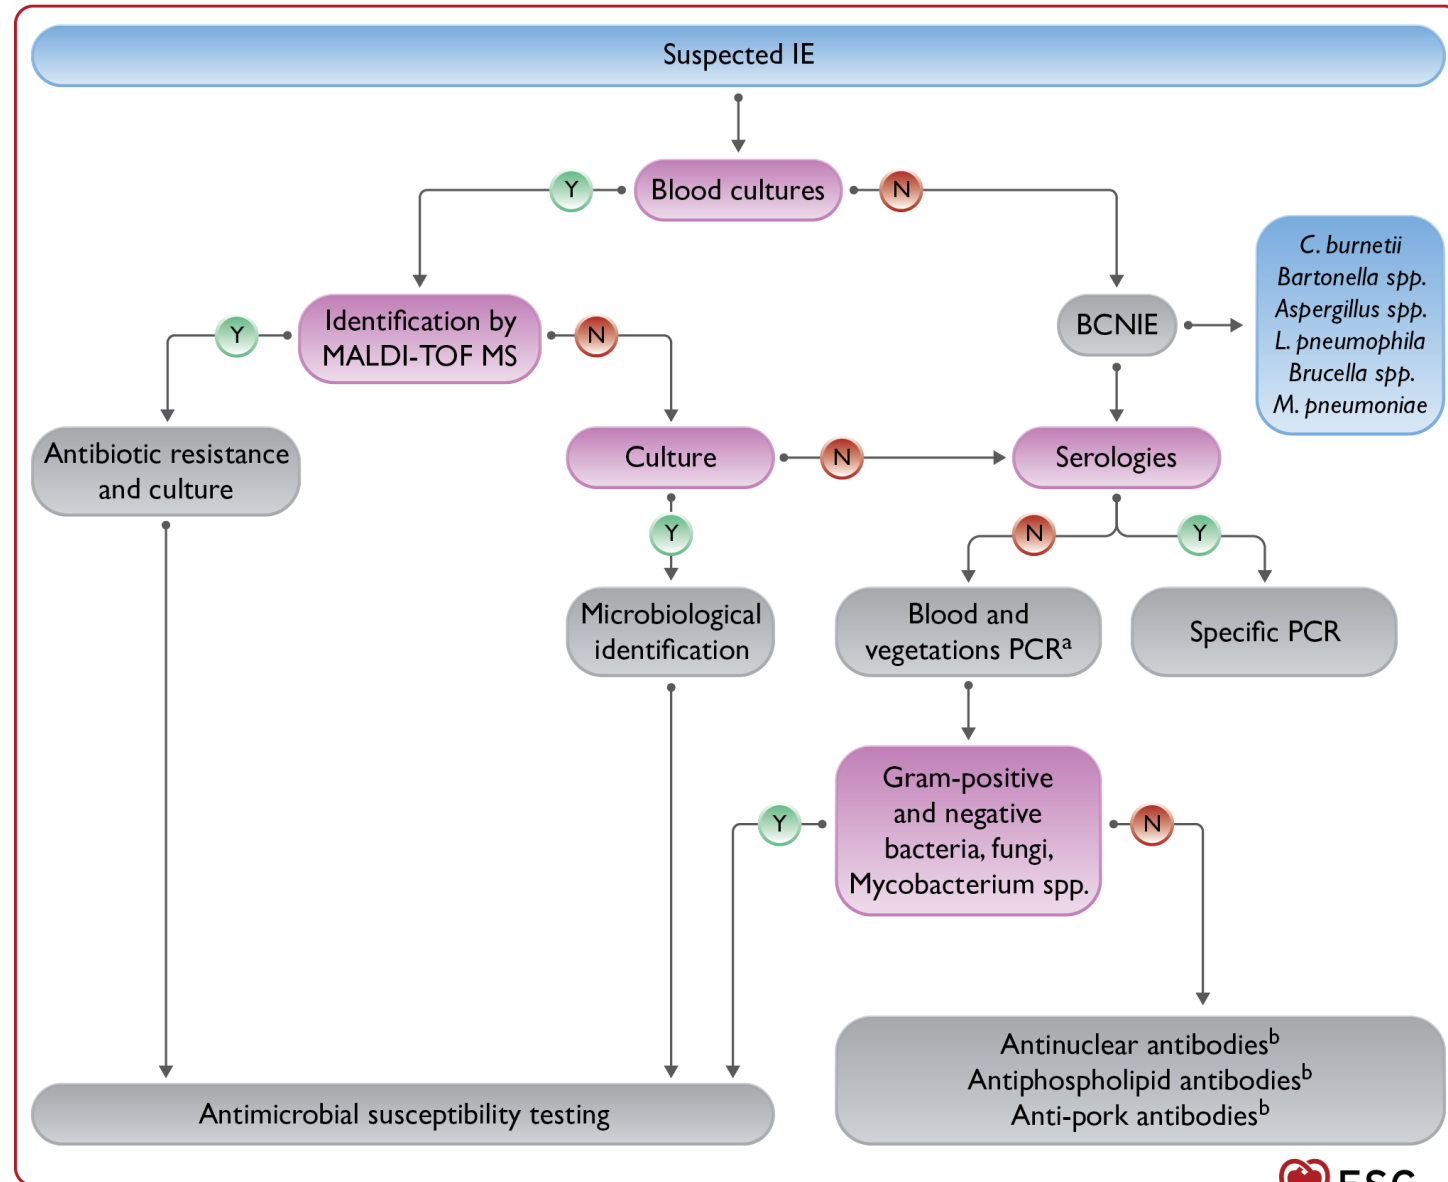 Suspected IE
Y
Blood cultures
N
C. burnetii
Bartonella spp.
Aspergillus spp.
L. pneumophila
Brucella spp.
M. pneumoniae
Y
Identification by
MALDI-TOF MS
N
BCNIE
Antibiotic resistance
and culture
Culture
N
Serologies
Y
N
Y
Microbiological
identification
Blood and
vegetations PCRᵃ
Specific PCR
Gram-positive
and negative
bacteria, fungi,
Mycobacterium spp.
Y
N
Antinuclear antibodiesᵇ
Antiphospholipid antibodiesᵇ
Anti-pork antibodiesᵇ
Antimicrobial susceptibility testing
ESC